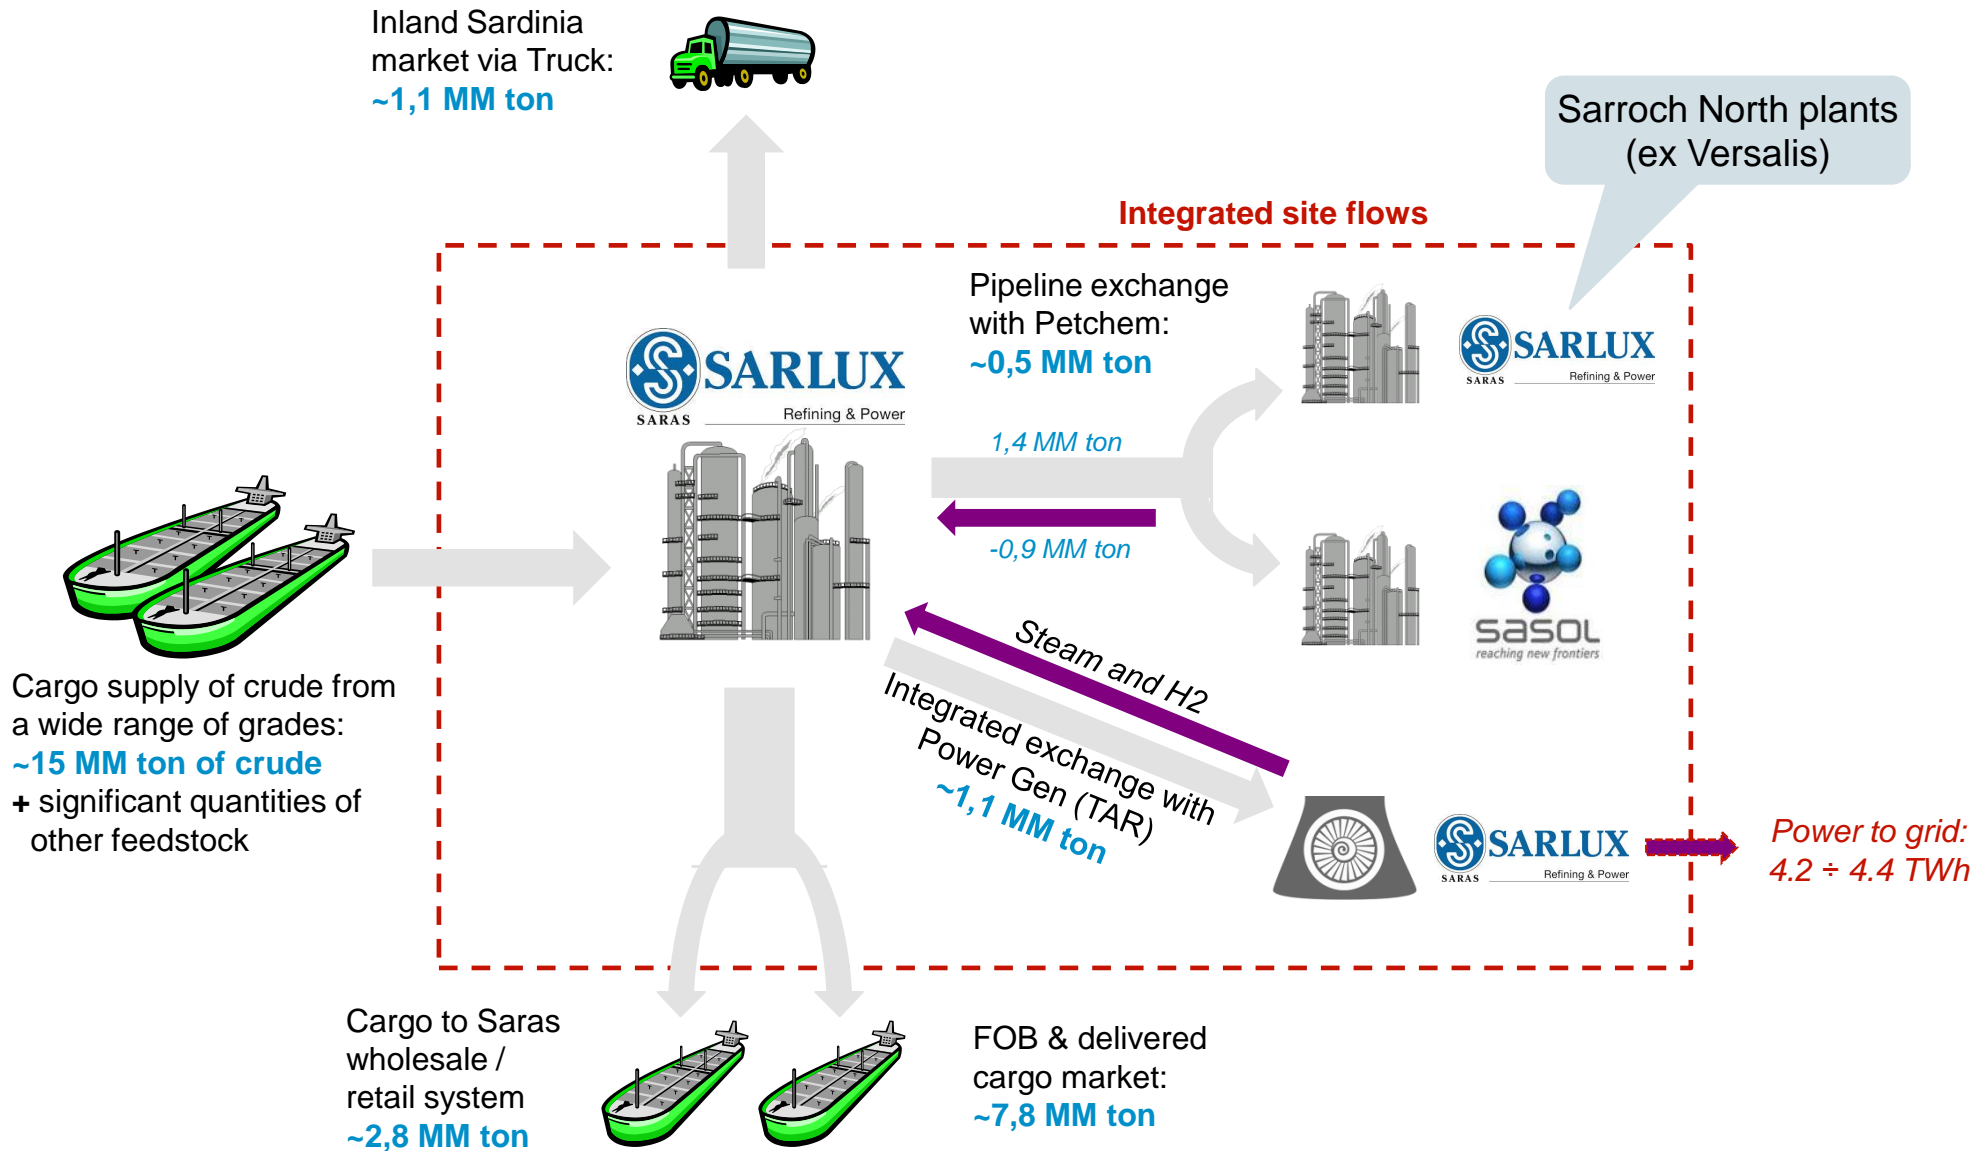 Inland Sardinia
market via Truck:
~1,1 MM ton
Sarroch North plants
(ex Versalis)
Integrated site flows
Pipeline exchange
with Petchem:
~0,5 MM ton
SARLUX
Refining & Power
SARAS
SARLUX
Refining & Power
SARAS
1,4 MM ton
-0,9 MM ton
sasol
reaching new frontiers
Cargo supply of crude from
a wide range of grades:
~15 MM ton of crude
+ significant quantities of
other feedstock
Steam and H2
Integrated exchange with
Power Gen (TAR)
~1,1 MM ton
SARLUX
Refining & Power
SARAS
Power to grid:
4.2 ÷ 4.4 TWh
Cargo to Saras
wholesale /
retail system
~2,8 MM ton
FOB & delivered
cargo market:
~7,8 MM ton